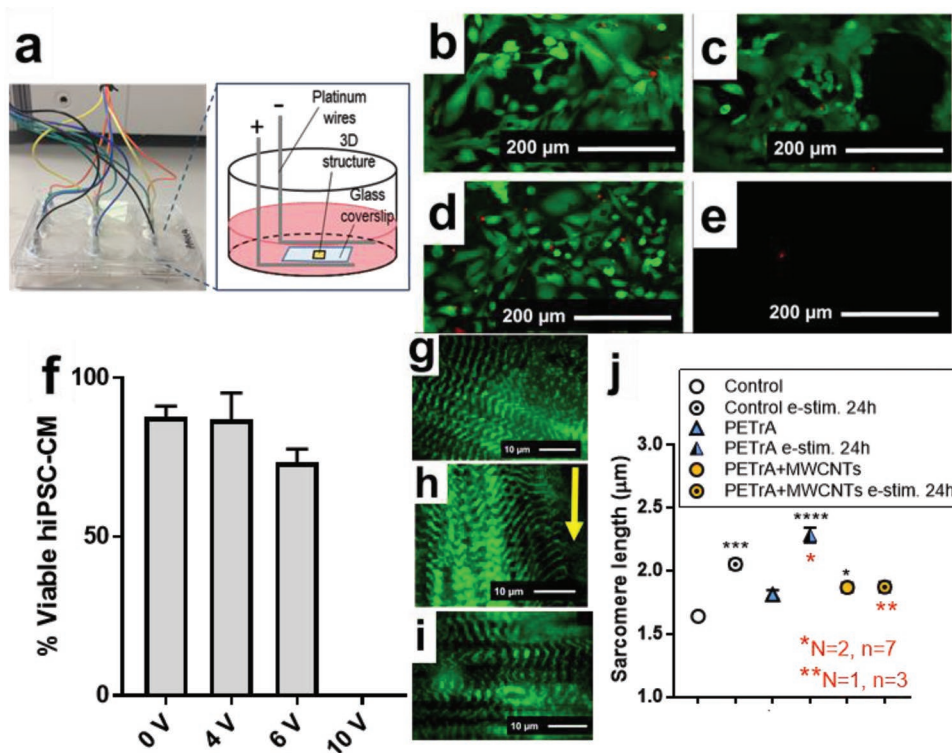 a
Platinum
wires
-
+
3D
structure
Glass
coverslip
b
200 µm
c
200 µm
d
200 µm
e
200 µm
f
% Viable hiPSC-CM
100
50
0
0 V
4 V
6 V
10 V
g
10 µm
h
10 µm
i
10 µm
j
Control
Control e-stim. 24h
PETrA
PETrA e-stim. 24h
PETrA+MWCNTs
PETrA+MWCNTs e-stim. 24h
Sarcomere length (µm)
3.0
2.5
2.0
1.5
1.0
***
****
*
*
**
*N=2, n=7
**N=1, n=3